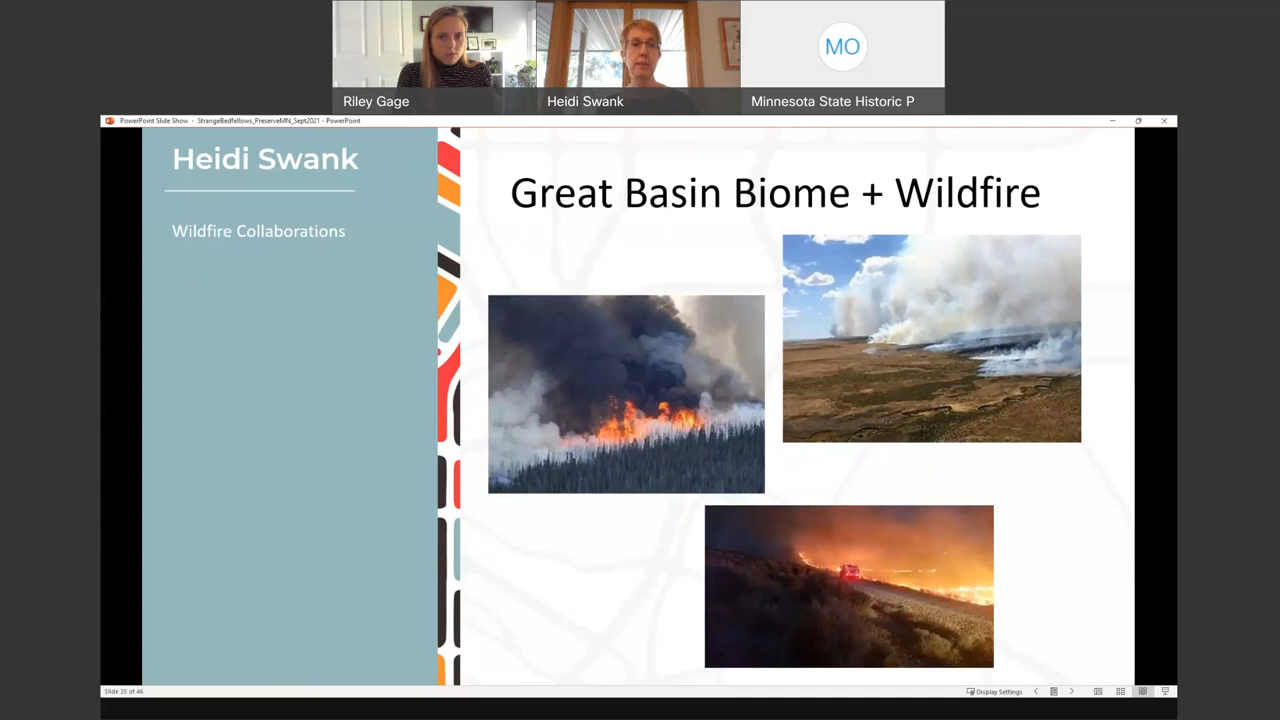 MO
Riley Gage
Heidi Swank
Minnesota State Historic P
PowerPoint Slide Show - StrangeBedfellows_PreserveMN_Sept2021 - PowerPoint
Heidi Swank
Wildfire Collaborations
Great Basin Biome + Wildfire
Slide 35 of 46
Display Settings